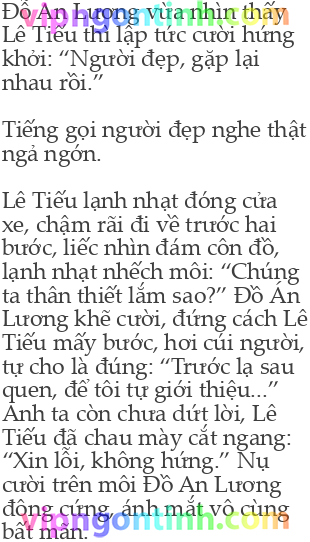 Đỗ An Lương vừa nhìn thấy
Lê Tiếu thì lập tức cười hứng
khởi: “Người đẹp, gặp lại
nhau rồi.”
Tiếng gọi người đẹp nghe thật
ngả ngớn.
Lê Tiếu lạnh nhạt đóng cửa
xe, chậm rãi đi về trước hai
bước, liếc nhìn đám côn đồ,
lạnh nhạt nhếch môi: “Chúng
ta thân thiết lắm sao?” Đồ Án
Lương khẽ cười, đứng cách Lê
Tiếu mấy bước, hơi cúi người,
tự cho là đúng: “Trước lạ sau
quen, để tôi tự giới thiệu...”
Anh ta còn chưa dứt lời, Lê
Tiếu đã chau mày cắt ngang:
“Xin lỗi, không hứng.” Nụ
cười trên môi Đồ An Lương
đông cứng, ánh mắt vô cùng
bất mãn.
vipngontinh.com
vipngontinh.com